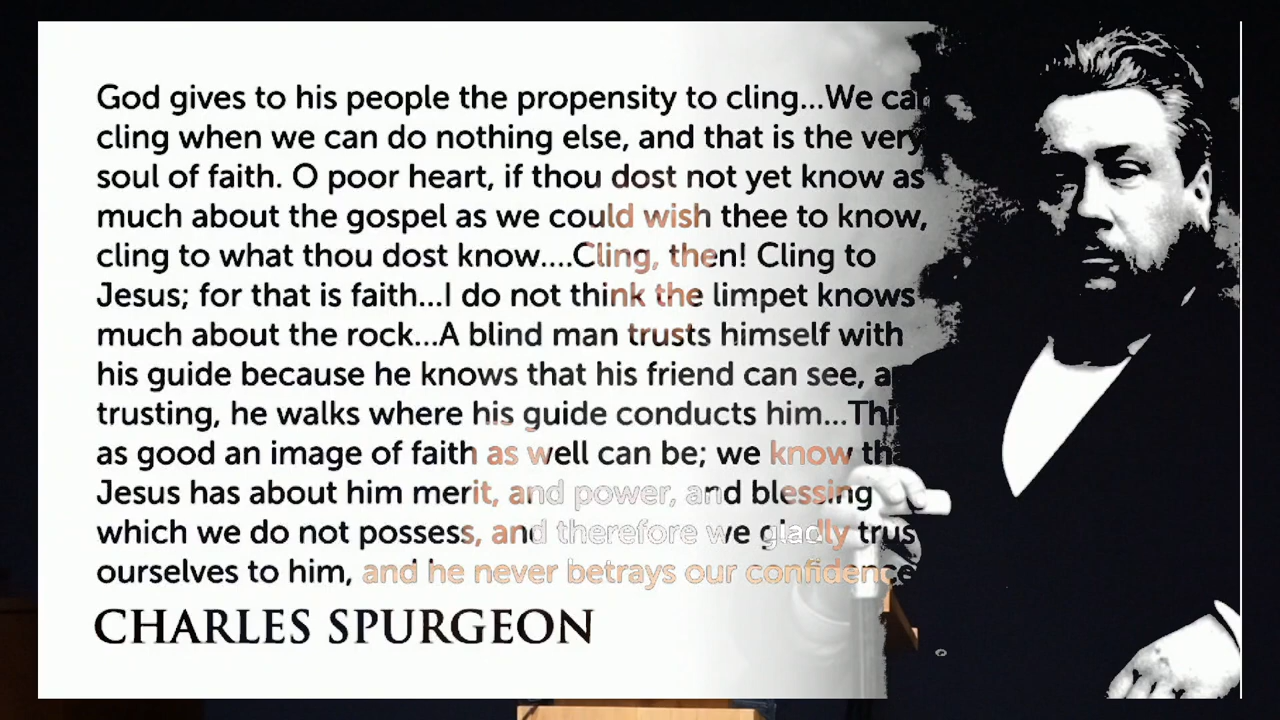 God gives to his people the propensity to cling...We can
cling when we can do nothing else, and that is the very
soul of faith. O poor heart, if thou dost not yet know as
much about the gospel as we could wish thee to know,
cling to what thou dost know....Cling, then! Cling to
Jesus; for that is faith...I do not think the limpet knows
much about the rock...A blind man trusts himself with
his guide because he knows that his friend can see, a
trusting, he walks where his guide conducts him...Thi
as good an image of faith as well can be; we know tha
Jesus has about him merit, and power, and blessing
which we do not possess, and therefore we gladly trus
ourselves to him, and he never betrays our confidence
CHARLES SPURGEON